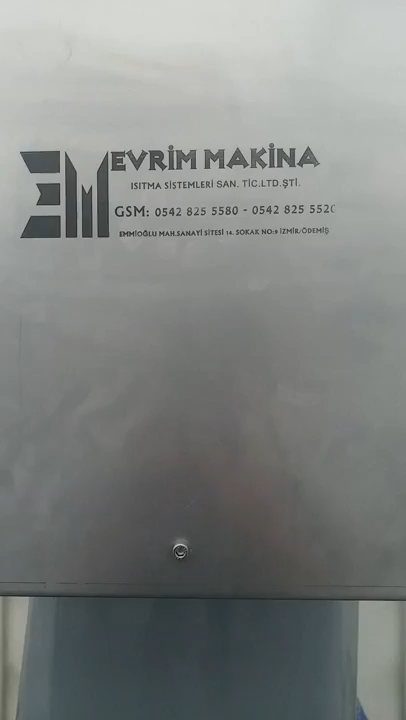 EM
EVRİM MAKİNA
ISITMA SİSTEMLERİ SAN. TİC.LTD.ŞTİ.
GSM: 0542 825 5580 - 0542 825 5520
EMMİOĞLU MAH.SANAYİ SİTESİ 14. SOKAK NO:9 İZMİR/ÖDEMİŞ